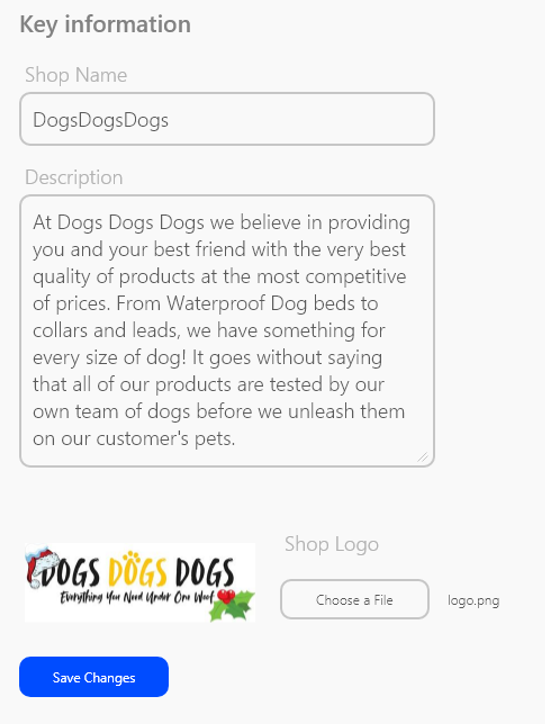 Key information
Shop Name
DogsDogsDogs
Description
At Dogs Dogs Dogs we believe in providing
you and your best friend with the very best
quality of products at the most competitive
of prices. From Waterproof Dog beds to
collars and leads, we have something for
every size of dog! It goes without saying
that all of our products are tested by our
own team of dogs before we unleash them
on our customer's pets.
DOGS DOGS DOGS
Everything You Need Under One Woof
Shop Logo
Choose a File
logo.png
Save Changes